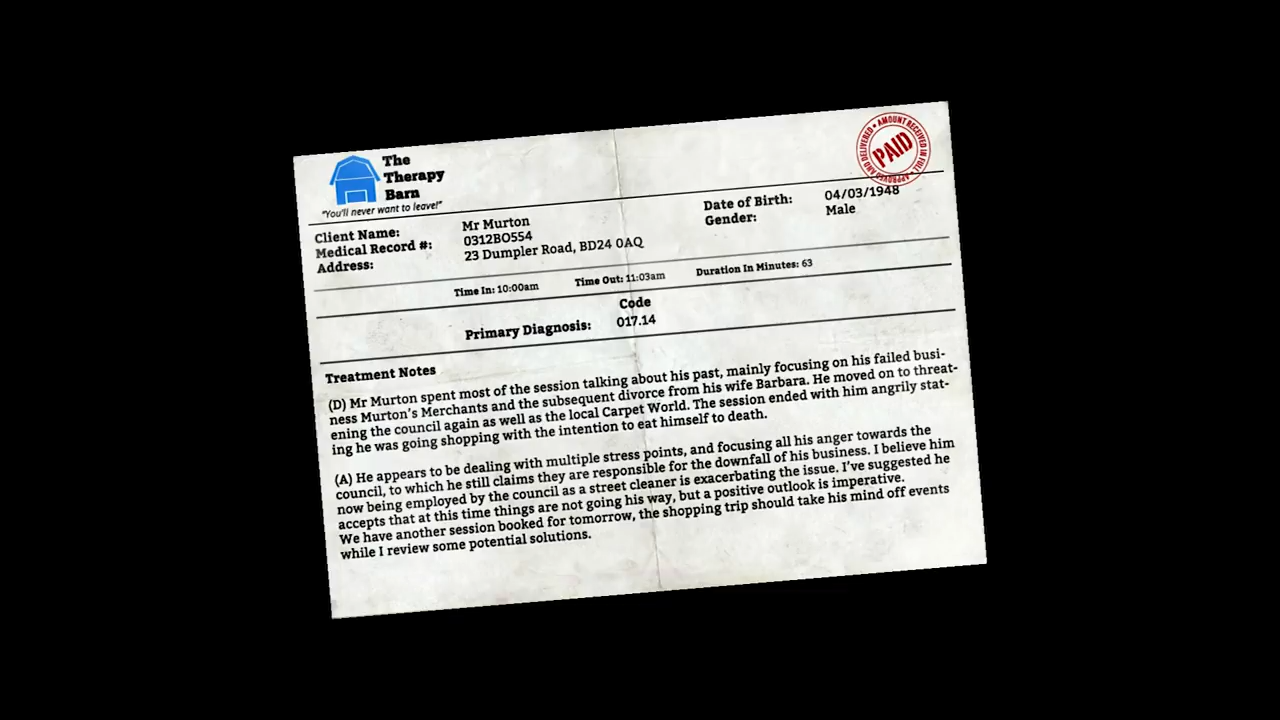 The
Therapy
Barn
"You'll never want to leave!"
AMOUNT RECEIVED IN FULL • APPROVED AND DELIVERED •
PAID
Client Name: Mr Murton
Medical Record #: 0312BO554
Address: 23 Dumpler Road, BD24 0AQ
Date of Birth: 04/03/1948
Gender: Male
Time In: 10:00am Time Out: 11:03am Duration In Minutes: 63
Code
Primary Diagnosis: 017.14
Treatment Notes
(D) Mr Murton spent most of the session talking about his past, mainly focusing on his failed busi-
ness Murton's Merchants and the subsequent divorce from his wife Barbara. He moved on to threat-
ening the council again as well as the local Carpet World. The session ended with him angrily stat-
ing he was going shopping with the intention to eat himself to death.
(A) He appears to be dealing with multiple stress points, and focusing all his anger towards the
council, to which he still claims they are responsible for the downfall of his business. I believe him
now being employed by the council as a street cleaner is exacerbating the issue. I've suggested he
accepts that at this time things are not going his way, but a positive outlook is imperative.
We have another session booked for tomorrow, the shopping trip should take his mind off events
while I review some potential solutions.